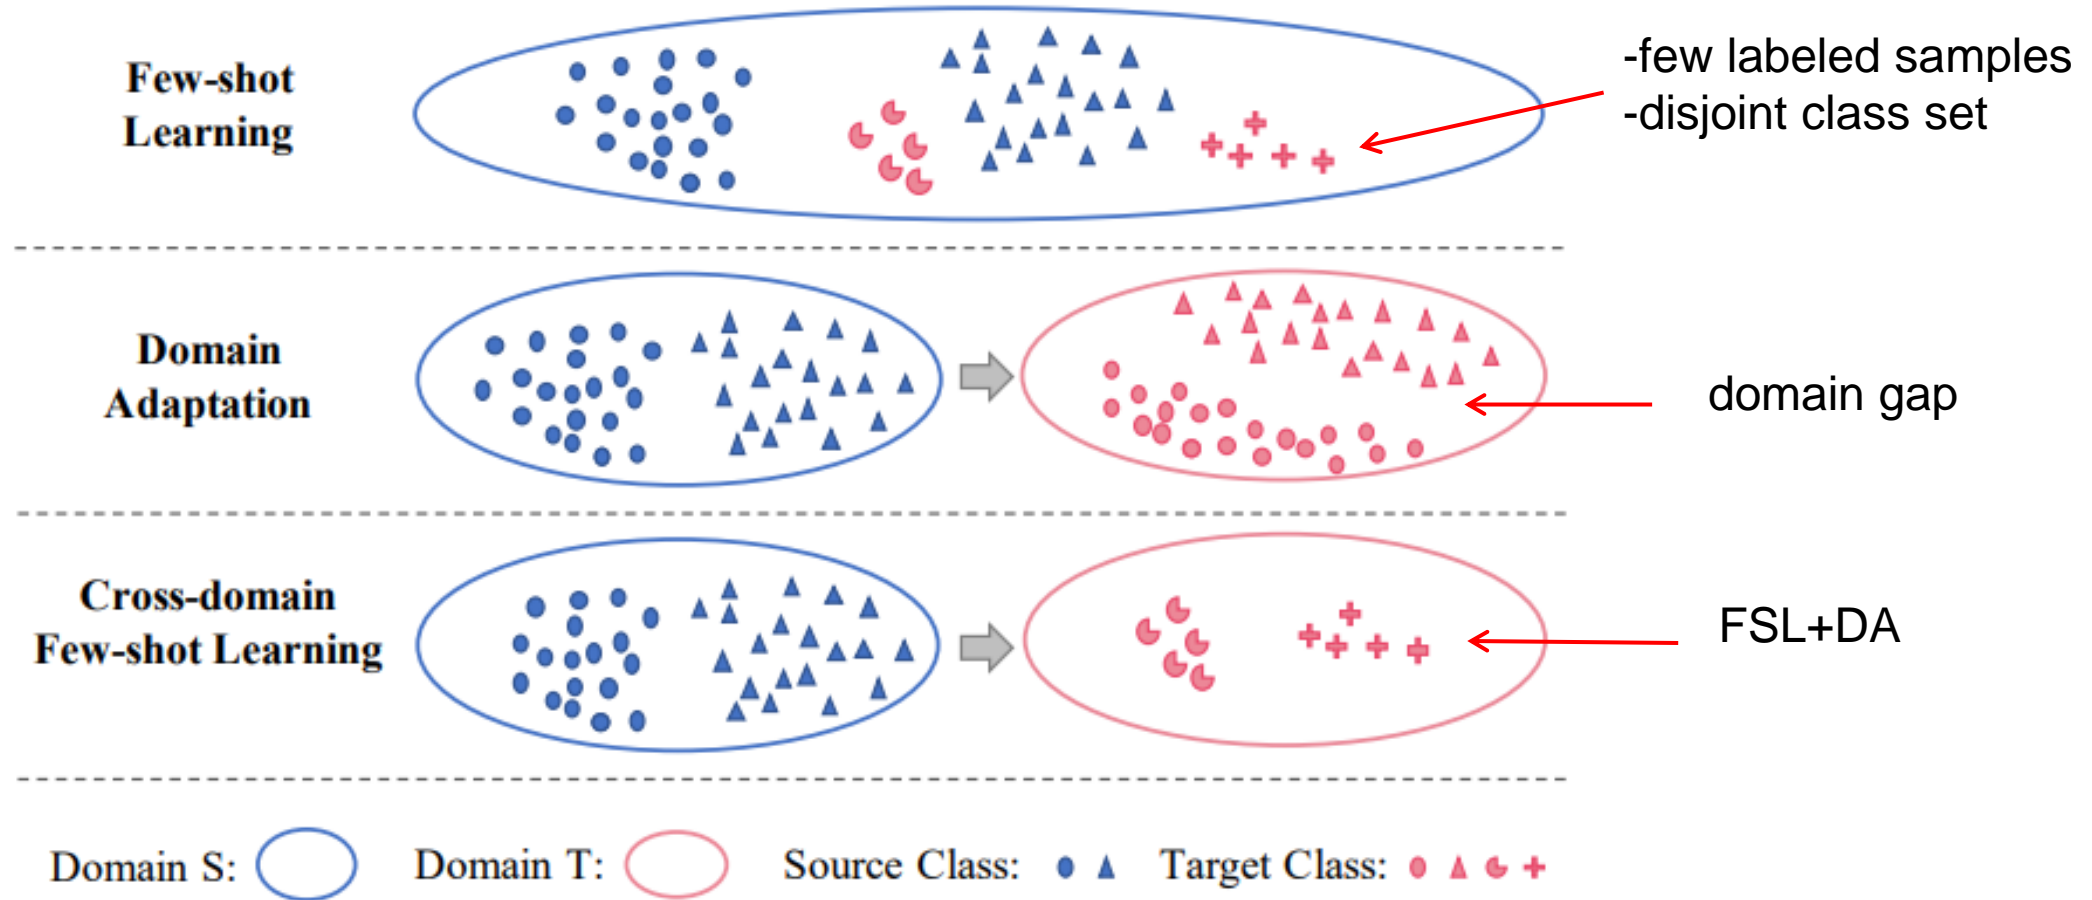 Few-shot
Learning
-few labeled samples
-disjoint class set
Domain
Adaptation
domain gap
Cross-domain
Few-shot Learning
FSL+DA
Domain S:
Domain T:
Source Class:
Target Class: